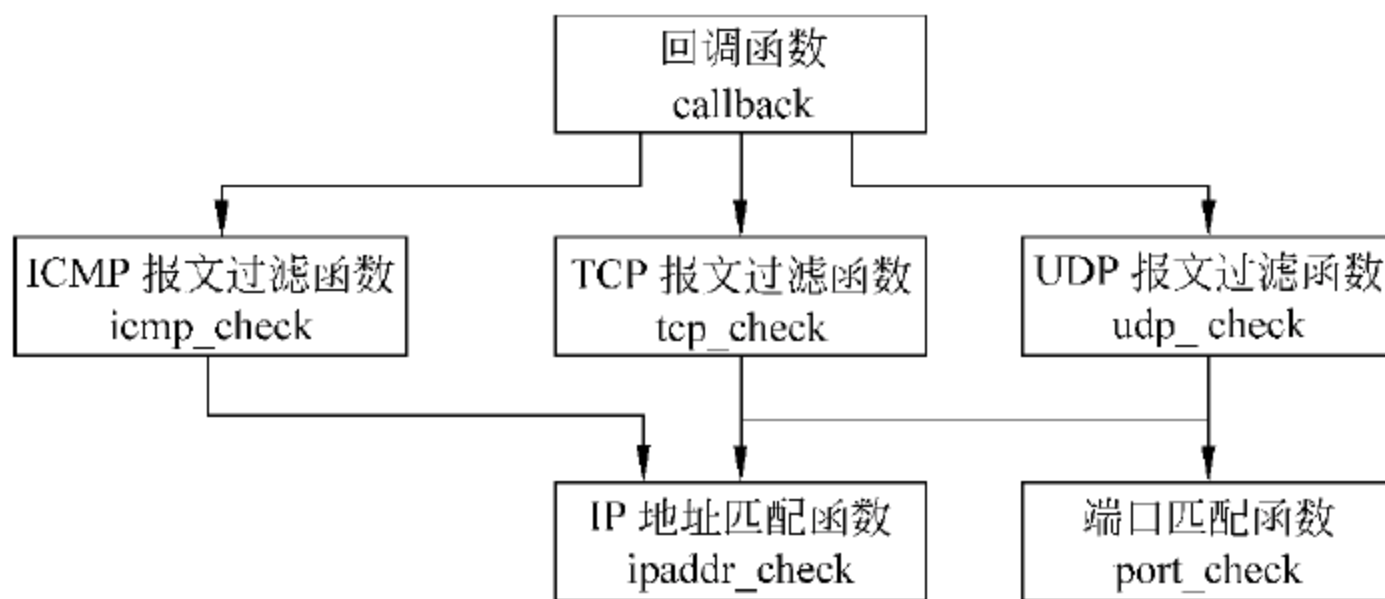 回调函数
callback
ICMP 报文过滤函数
icmp_check
TCP 报文过滤函数
tcp_check
UDP 报文过滤函数
udp_ check
IP 地址匹配函数
ipaddr_check
端口匹配函数
port_check